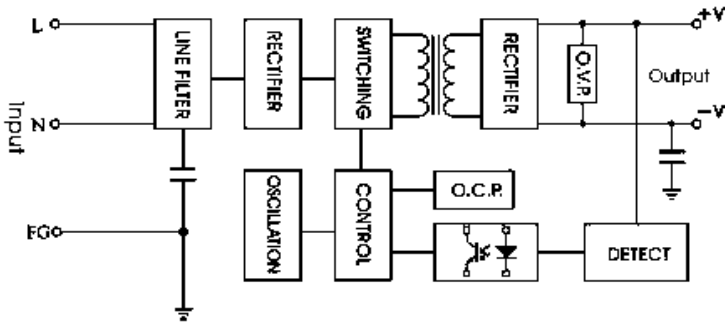 L
N
FG
Input
LINE FILTER
RECTIFIER
SWITCHING
RECTIFIER
O.V.P.
+V
Output
-V
OSCILLATION
CONTROL
O.C.P.
DETECT